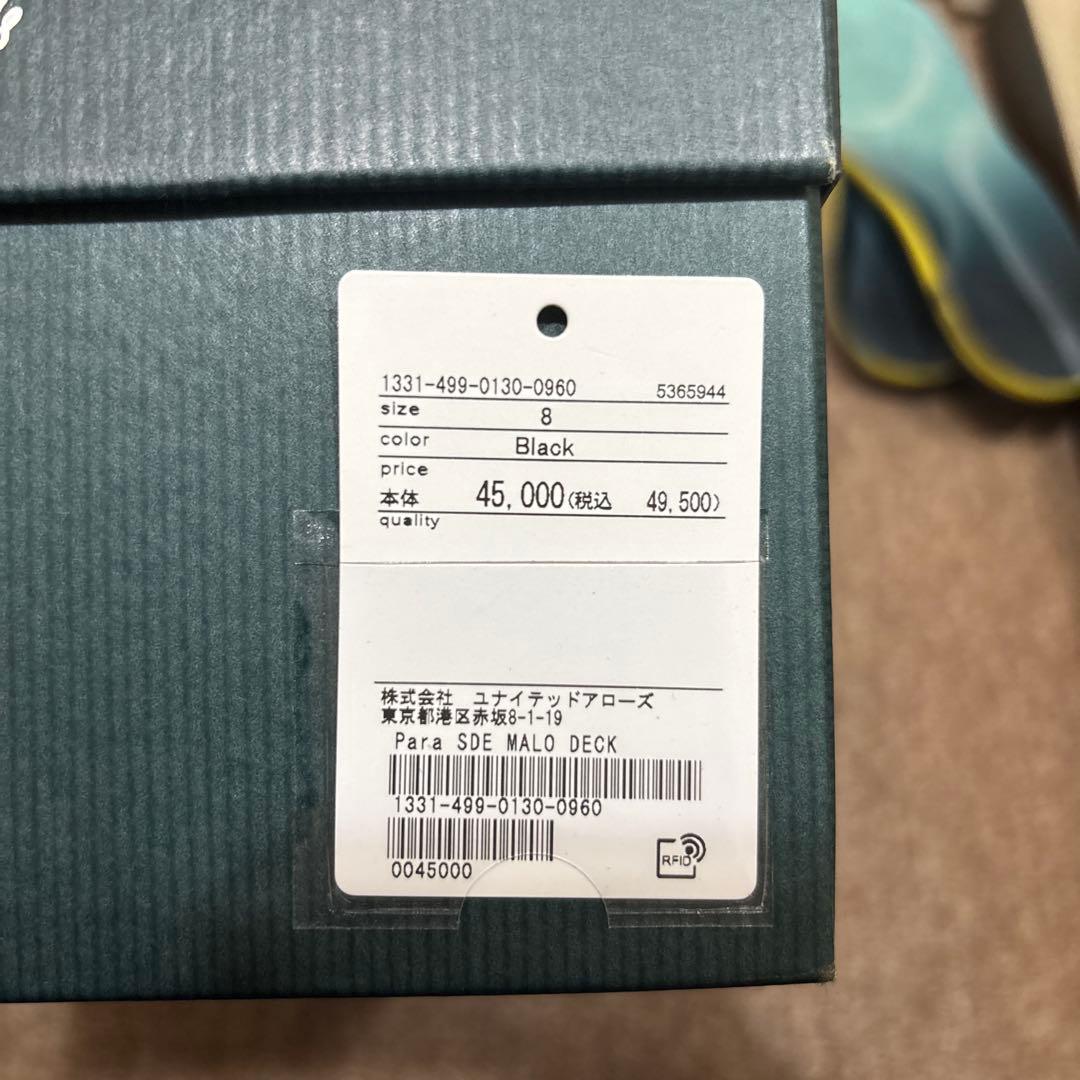 1331-499-0130-0960 5365944
size 8
color Black
price
本体 45,000(税込 49,500)
quality
株式会社 ユナイテッドアローズ
東京都港区赤坂8-1-19
Para SDE MALO DECK
1331-499-0130-0960
0045000
RFID